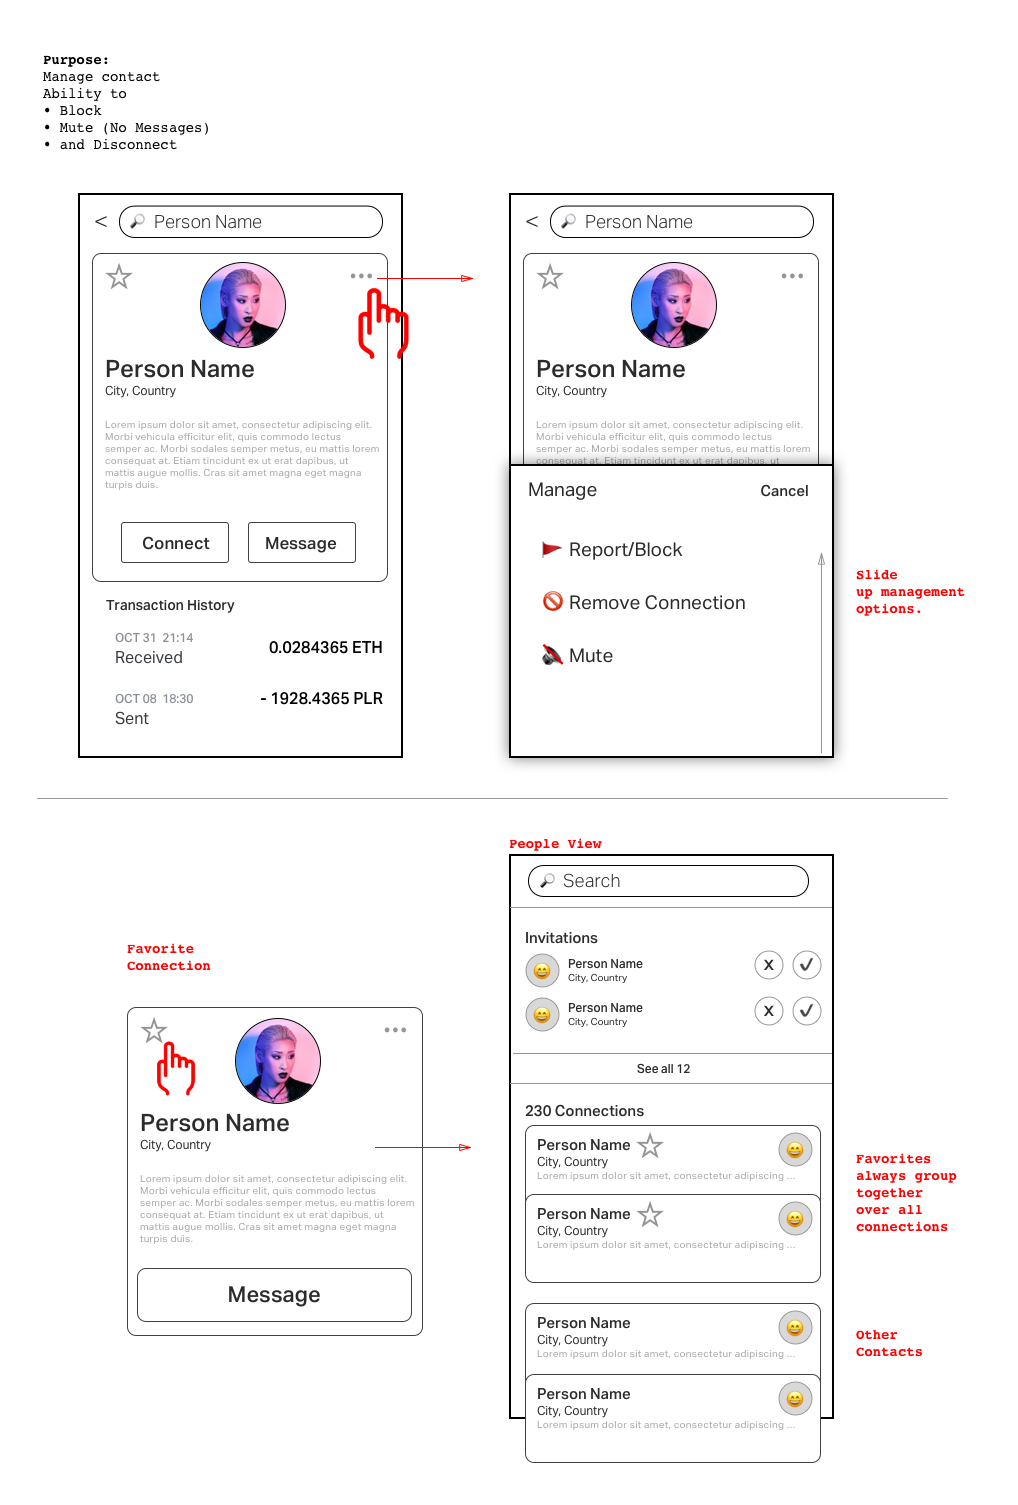 Purpose:
Manage contact
Ability to
• Block
• Mute (No Messages)
• and Disconnect
< Person Name
Person Name
City, Country
Lorem ipsum dolor sit amet, consectetur adipiscing elit.
Morbi vehicula efficitur elit, quis commodo lectus
semper ac. Morbi sodales semper metus, eu mattis lorem
consequat at. Etiam tincidunt ex ut erat dapibus, ut
mattis augue mollis. Cras sit amet magna eget magna
turpis duis.
Connect Message
Transaction History
OCT 31 21:14
Received
0.0284365 ETH
OCT 08 18:30
Sent
- 1928.4365 PLR
< Person Name
Person Name
City, Country
Lorem ipsum dolor sit amet, consectetur adipiscing elit.
Morbi vehicula efficitur elit, quis commodo lectus
semper ac. Morbi sodales semper metus, eu mattis lorem
consequat at. Etiam tincidunt ex ut erat dapibus, ut
Manage Cancel
Report/Block
Remove Connection
Mute
Slide
up management
options.
Favorite
Connection
Person Name
City, Country
Lorem ipsum dolor sit amet, consectetur adipiscing elit.
Morbi vehicula efficitur elit, quis commodo lectus
semper ac. Morbi sodales semper metus, eu mattis lorem
consequat at. Etiam tincidunt ex ut erat dapibus, ut
mattis augue mollis. Cras sit amet magna eget magna
turpis duis.
Message
People View
Search
Invitations
Person Name
City, Country
X
Person Name
City, Country
X
See all 12
230 Connections
Person Name
City, Country
Lorem ipsum dolor sit amet, consectetur adipiscing ...
Person Name
City, Country
Lorem ipsum dolor sit amet, consectetur adipiscing ...
Favorites
always group
together
over all
connections
Person Name
City, Country
Lorem ipsum dolor sit amet, consectetur adipiscing ...
Person Name
City, Country
Lorem ipsum dolor sit amet, consectetur adipiscing ...
Other
Contacts